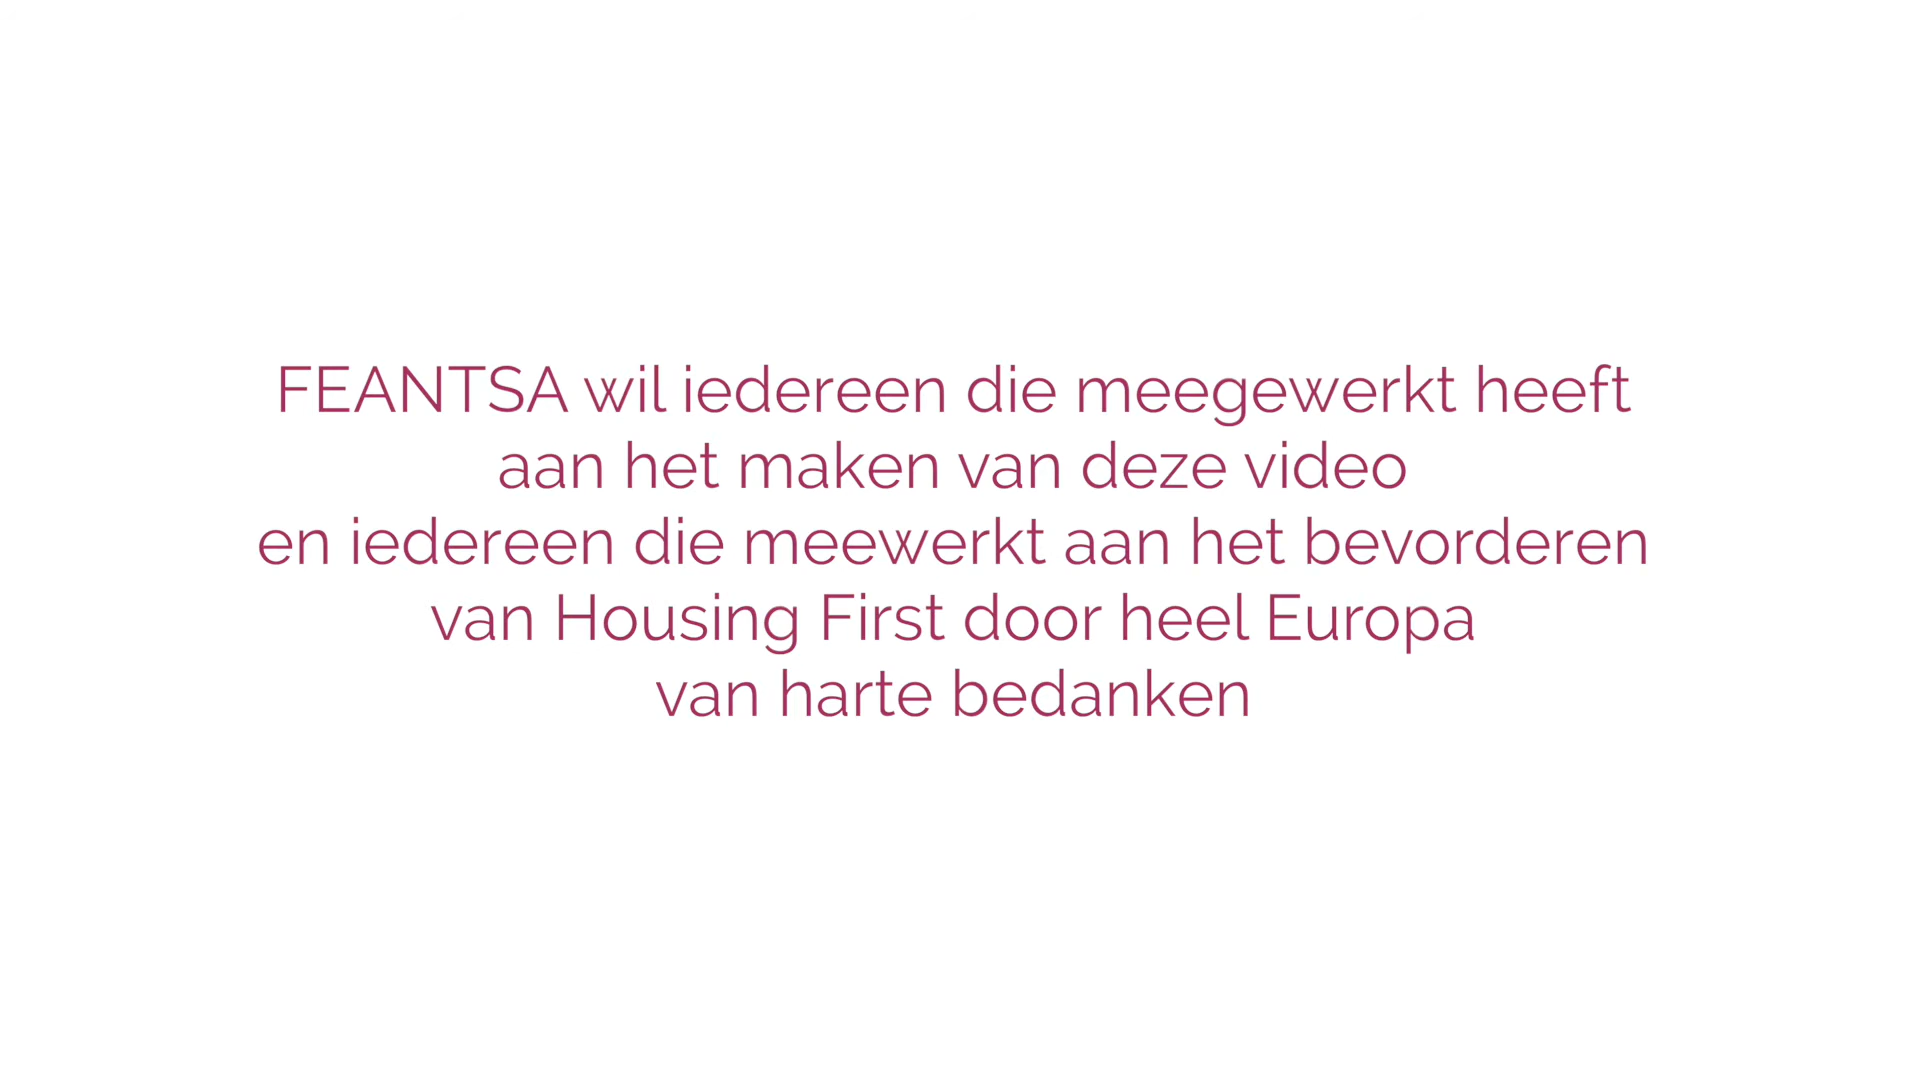 FEANTSA wil iedereen die meegewerkt heeft
aan het maken van deze video
en iedereen die meewerkt aan het bevorderen
van Housing First door heel Europa
van harte bedanken